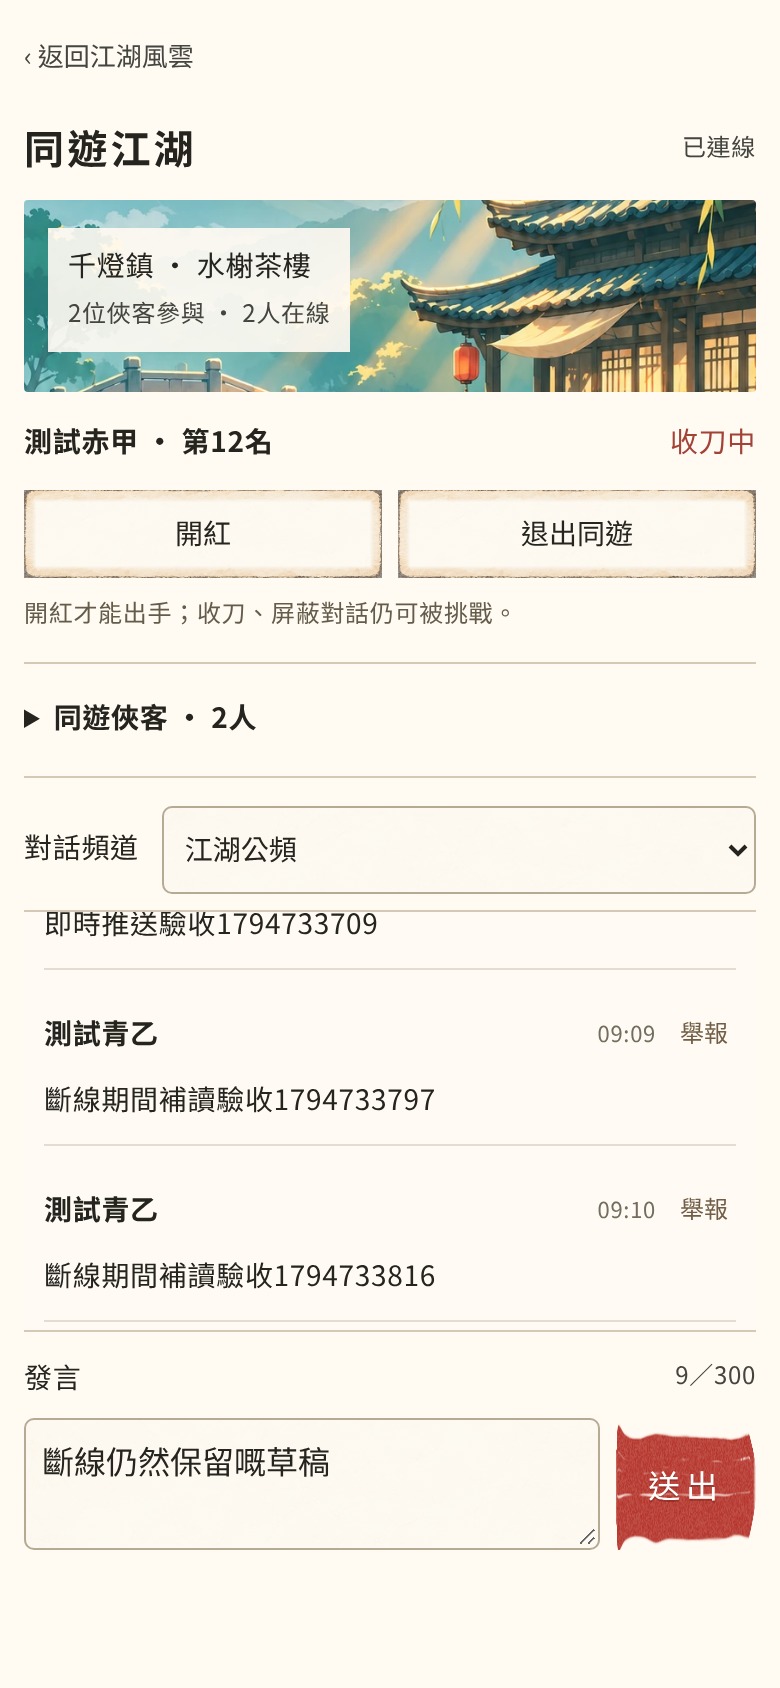 ‹ 返回江湖風雲
同遊江湖
已連線
千燈鎮 · 水榭茶樓
2位俠客參與 · 2人在線
測試赤甲 · 第12名
收刀中
開紅
退出同遊
開紅才能出手；收刀、屏蔽對話仍可被挑戰。
▶ 同遊俠客 · 2人
對話頻道
江湖公頻
即時推送驗收1794733709
測試青乙
09:09 舉報
斷線期間補讀驗收1794733797
測試青乙
09:10 舉報
斷線期間補讀驗收1794733816
發言
9／300
斷線仍然保留嘅草稿
送出